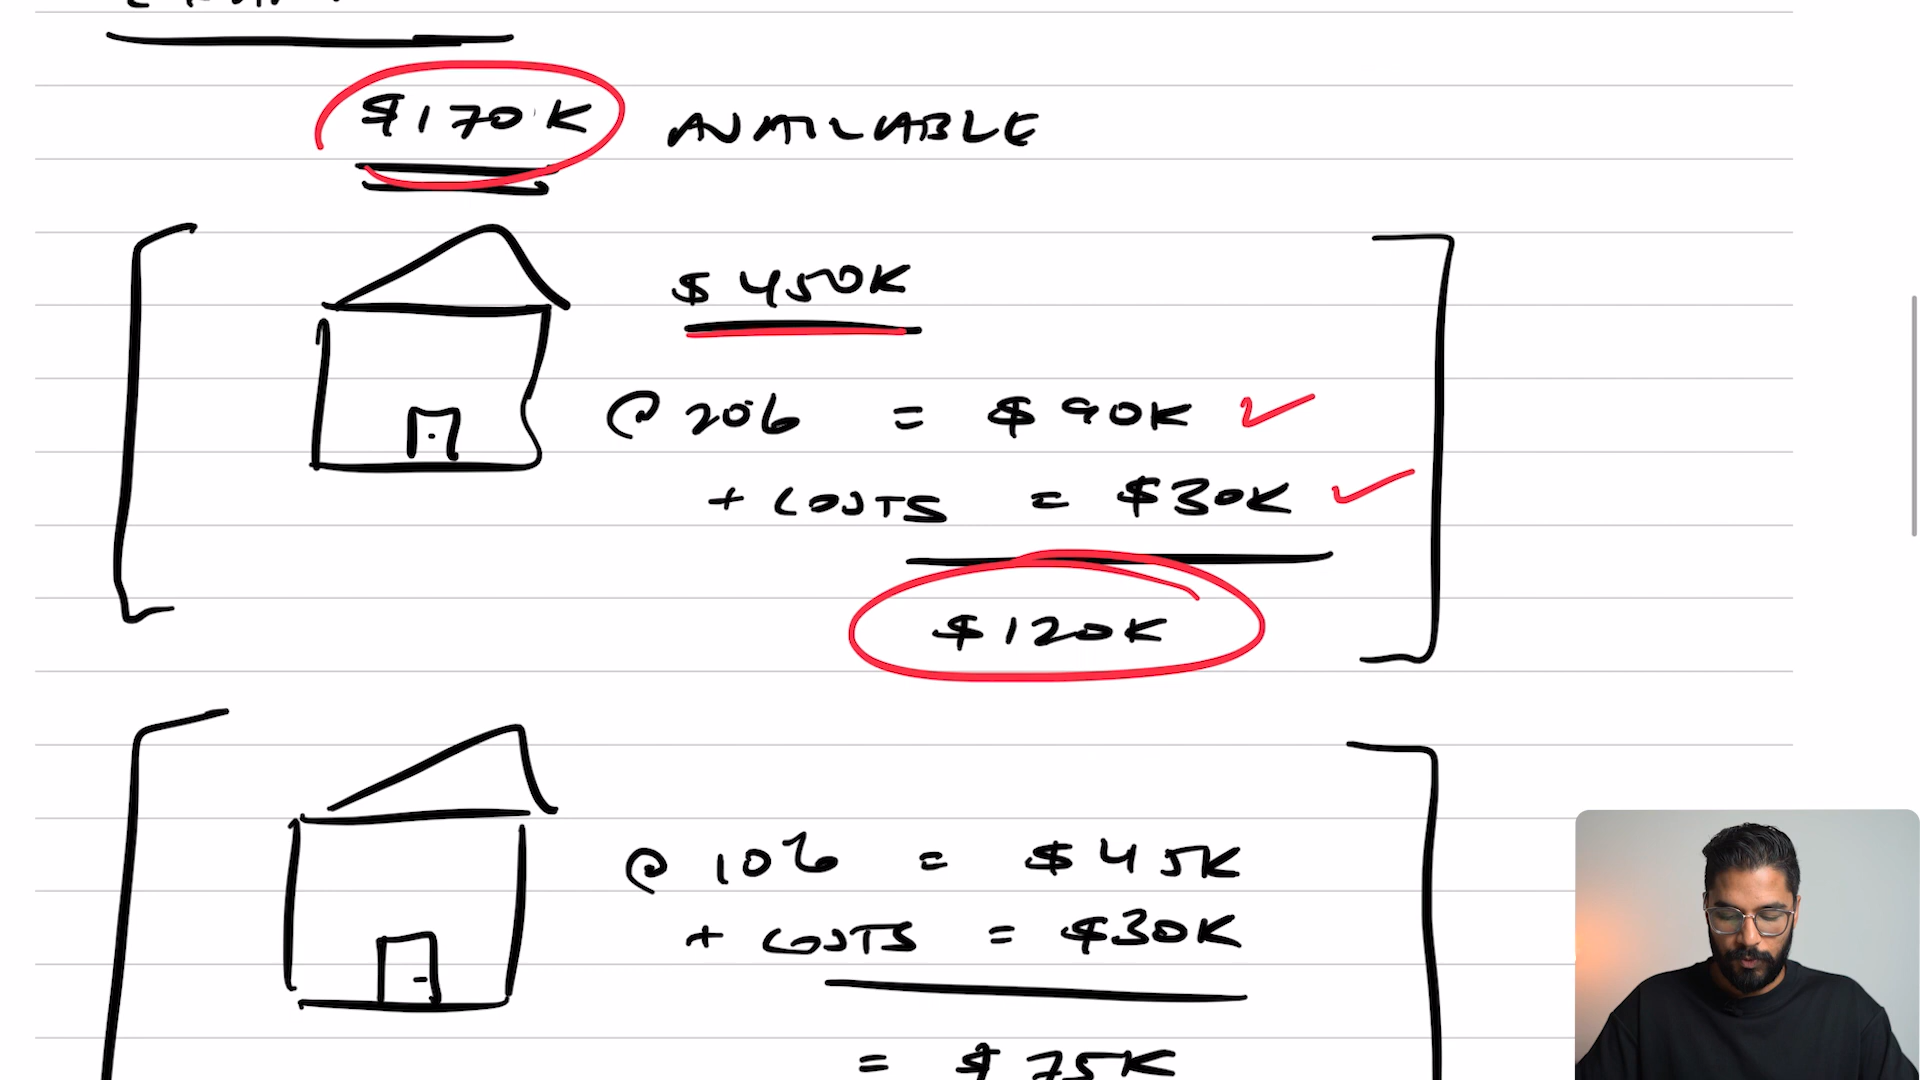 $170K AVAILABLE
$ 450K
@ 20% = $90K
+ COSTS = $30K
$120K
@ 10% = $45K
+ COSTS = $30K
= $75K